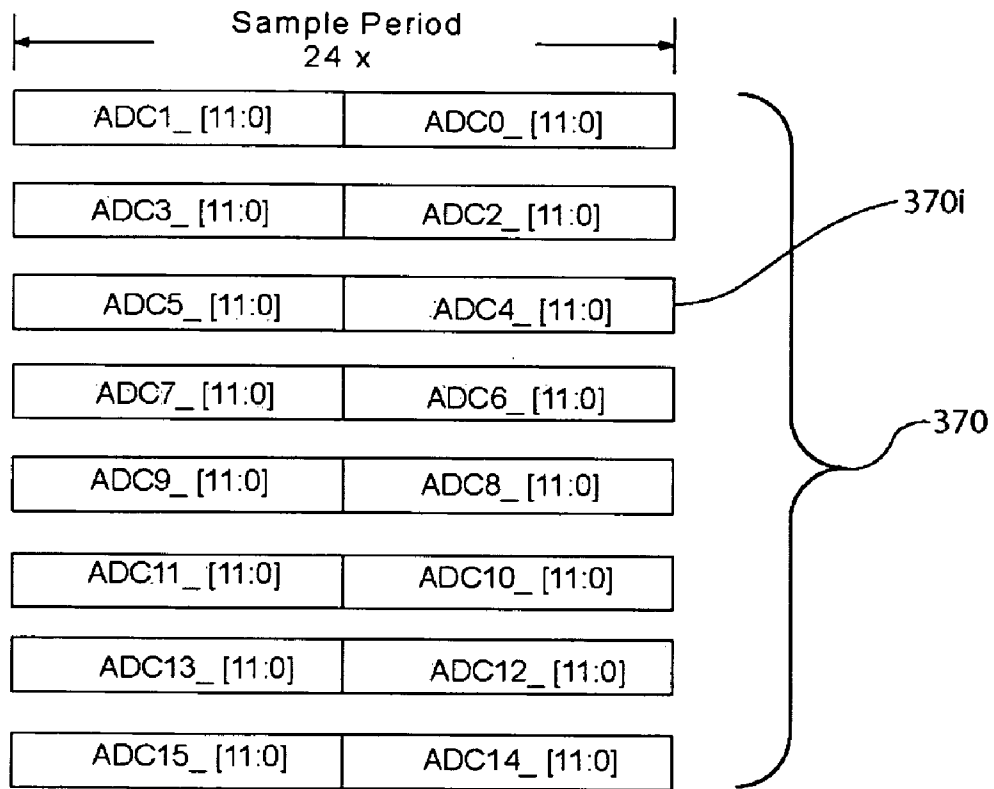 Sample Period
24 x
ADC1_ [11:0] ADC0_ [11:0]
ADC3_ [11:0] ADC2_ [11:0]
370i
ADC5_ [11:0] ADC4_ [11:0]
ADC7_ [11:0] ADC6_ [11:0]
370
ADC9_ [11:0] ADC8_ [11:0]
ADC11_ [11:0] ADC10_ [11:0]
ADC13_ [11:0] ADC12_ [11:0]
ADC15_ [11:0] ADC14_ [11:0]